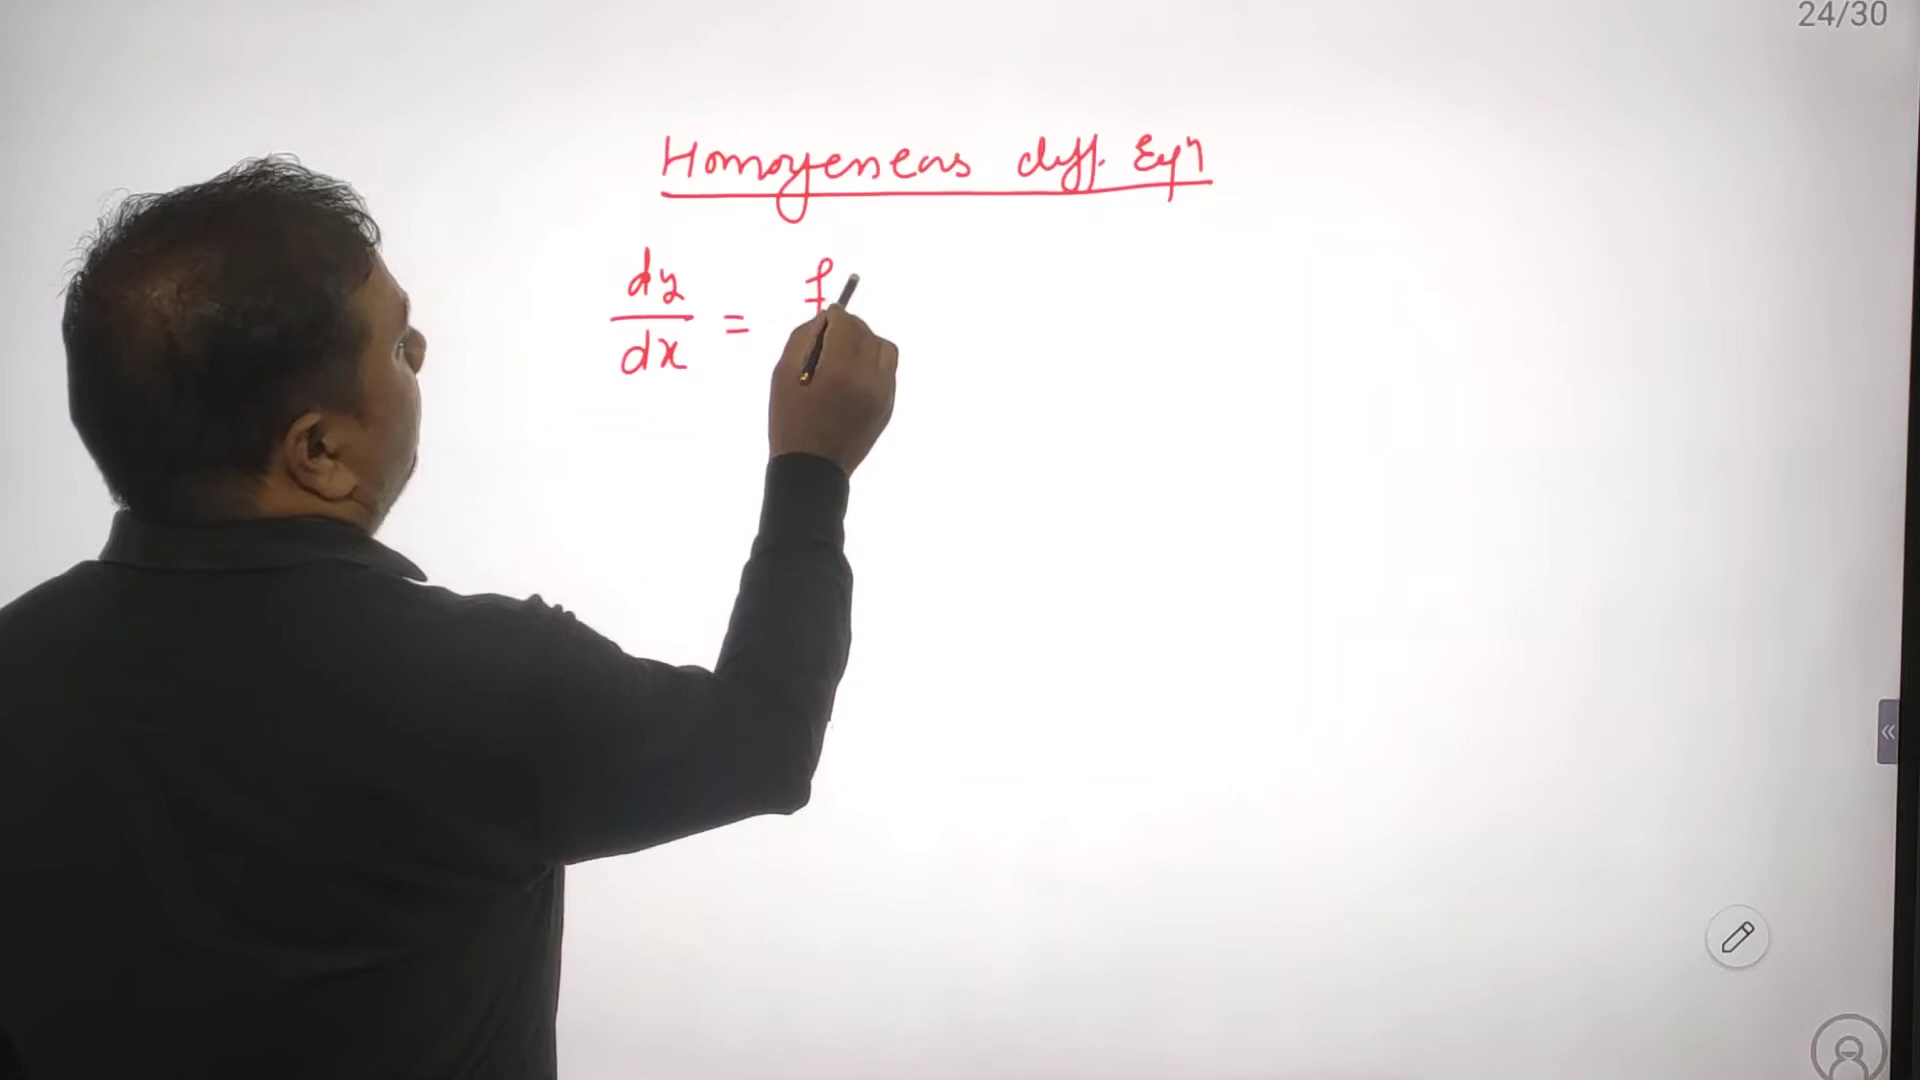 24/30
Homogeneous diff. Eqn
dy/dx = f